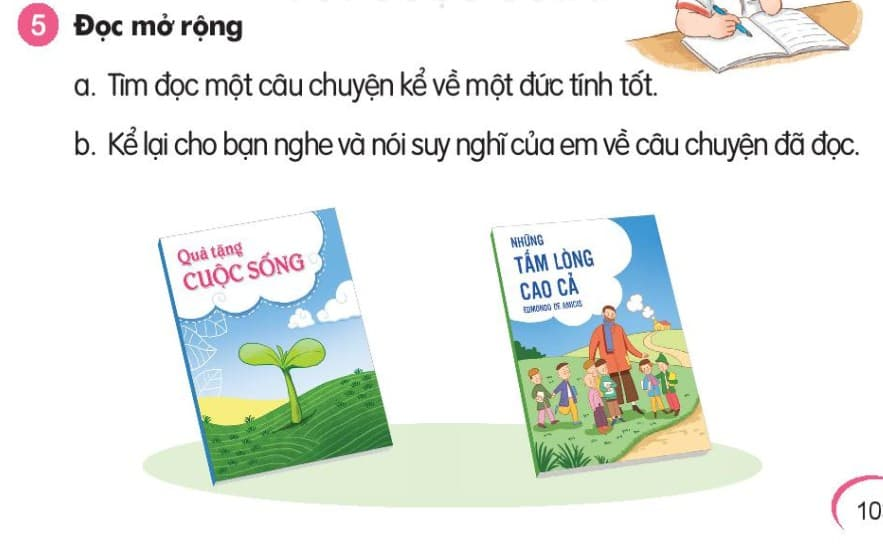 5 Đọc mở rộng
a. Tìm đọc một câu chuyện kể về một đức tính tốt.
b. Kể lại cho bạn nghe và nói suy nghĩ của em về câu chuyện đã đọc.
Quà tặng
CUỘC SỐNG
NHỮNG
TẤM LÒNG
CAO CẢ
EDMONDO DE AMICIS
10